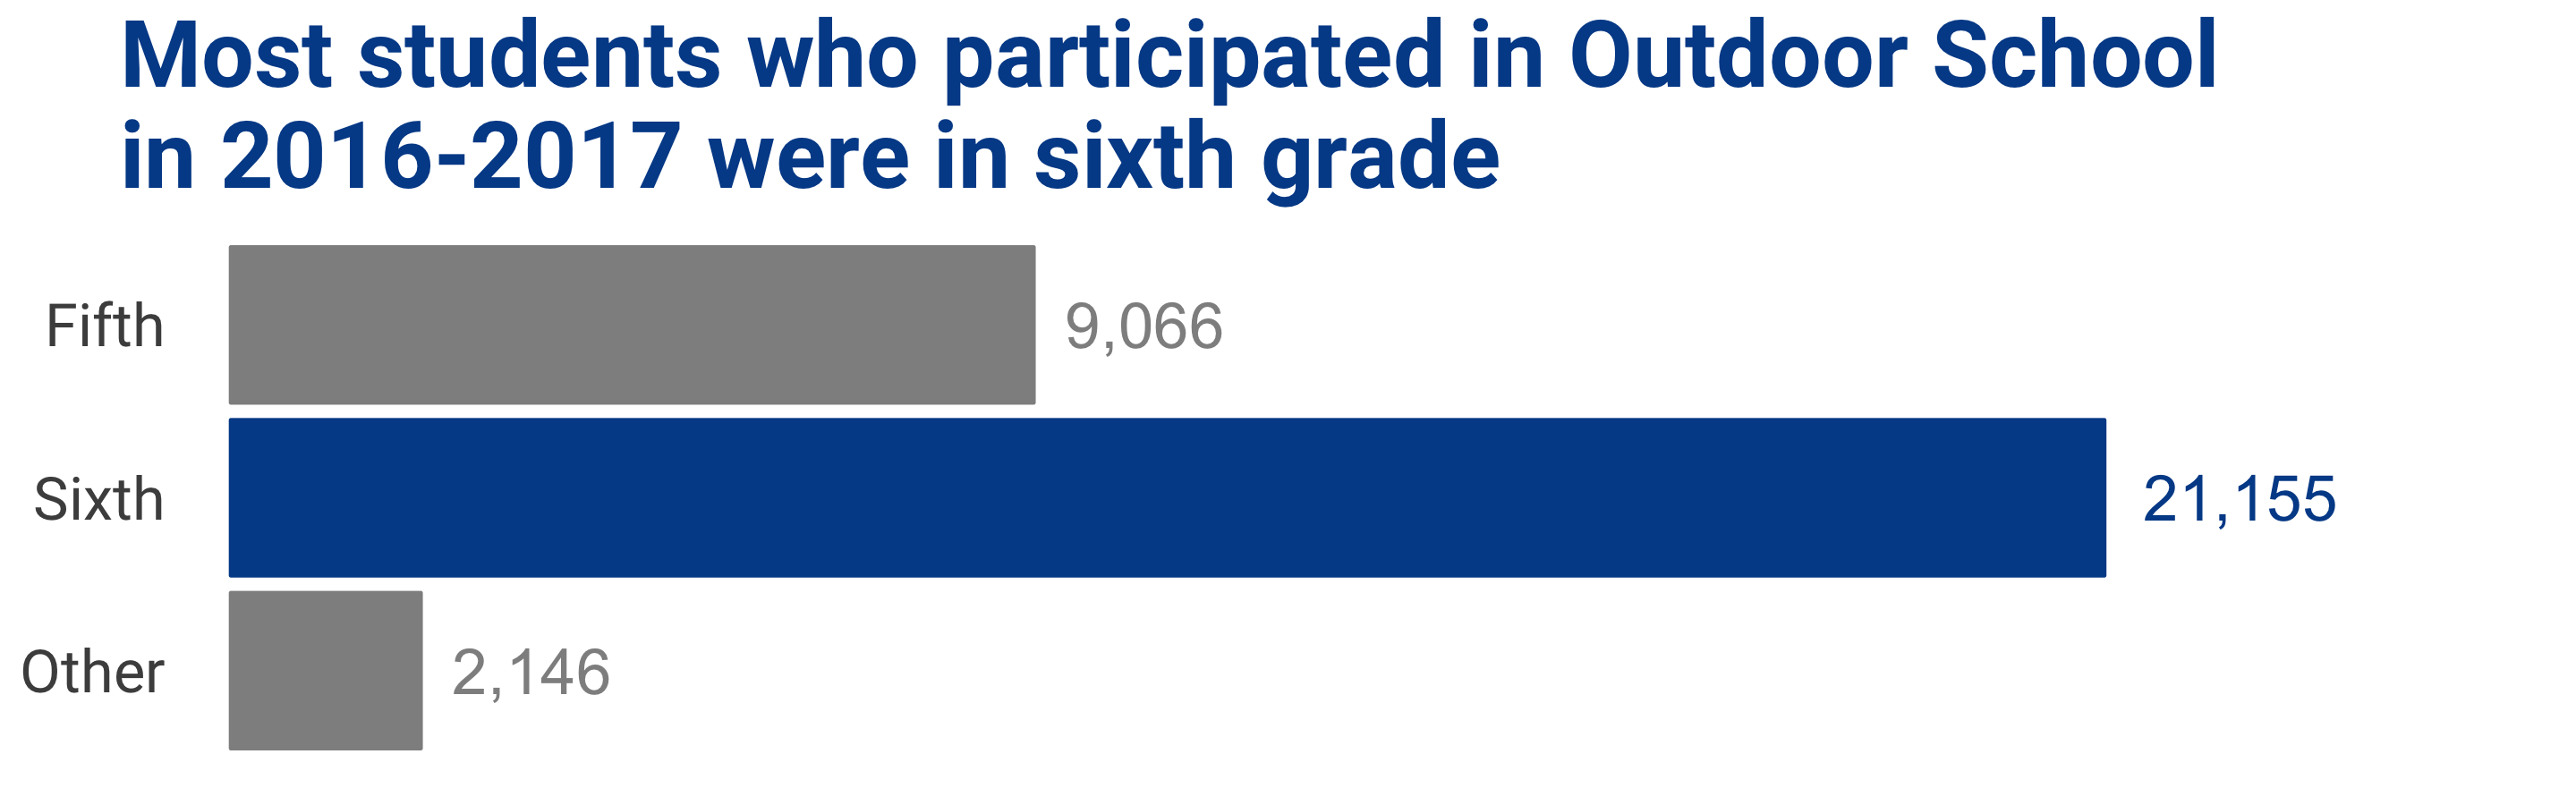 Most students who participated in Outdoor School
in 2016-2017 were in sixth grade
Fifth 9,066
Sixth 21,155
Other 2,146